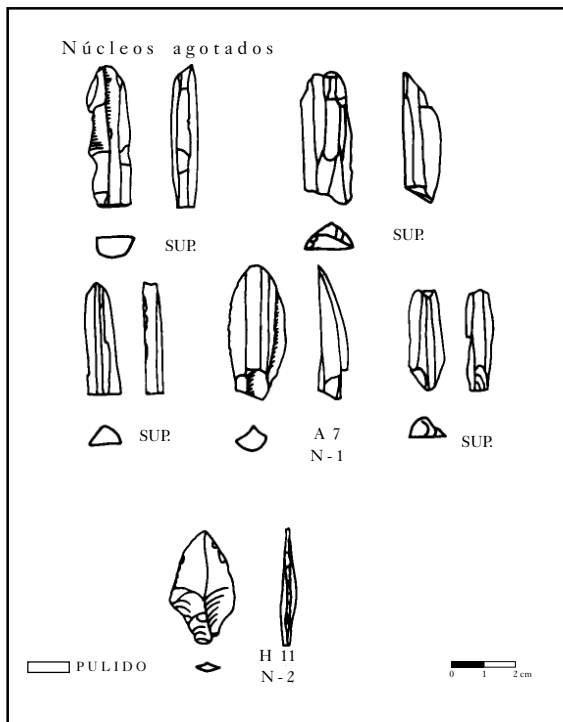 Núcleos agotados
SUP.
SUP.
SUP.
A 7
N-1
SUP.
H 11
N-2
PULIDO
0 1 2 cm